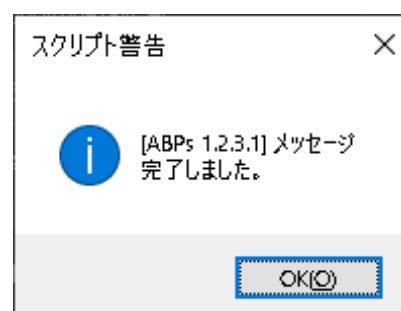 スクリプト警告
[ABPs 1.2.3.1] メッセージ
完了しました。
OK(O)